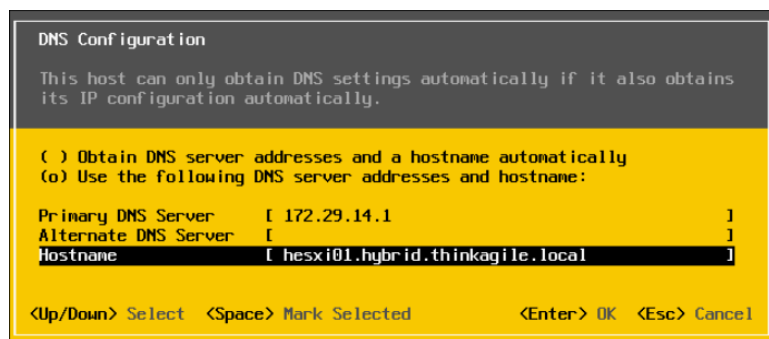 DNS Configuration
This host can only obtain DNS settings automatically if it also obtains
its IP configuration automatically.
( ) Obtain DNS server addresses and a hostname automatically
(o) Use the following DNS server addresses and hostname:
Primary DNS Server [ 172.29.14.1 ]
Alternate DNS Server [ ]
Hostname [ hesxi01.hybrid.thinkagile.local ]
<Up/Down> Select <Space> Mark Selected <Enter> OK <Esc> Cancel